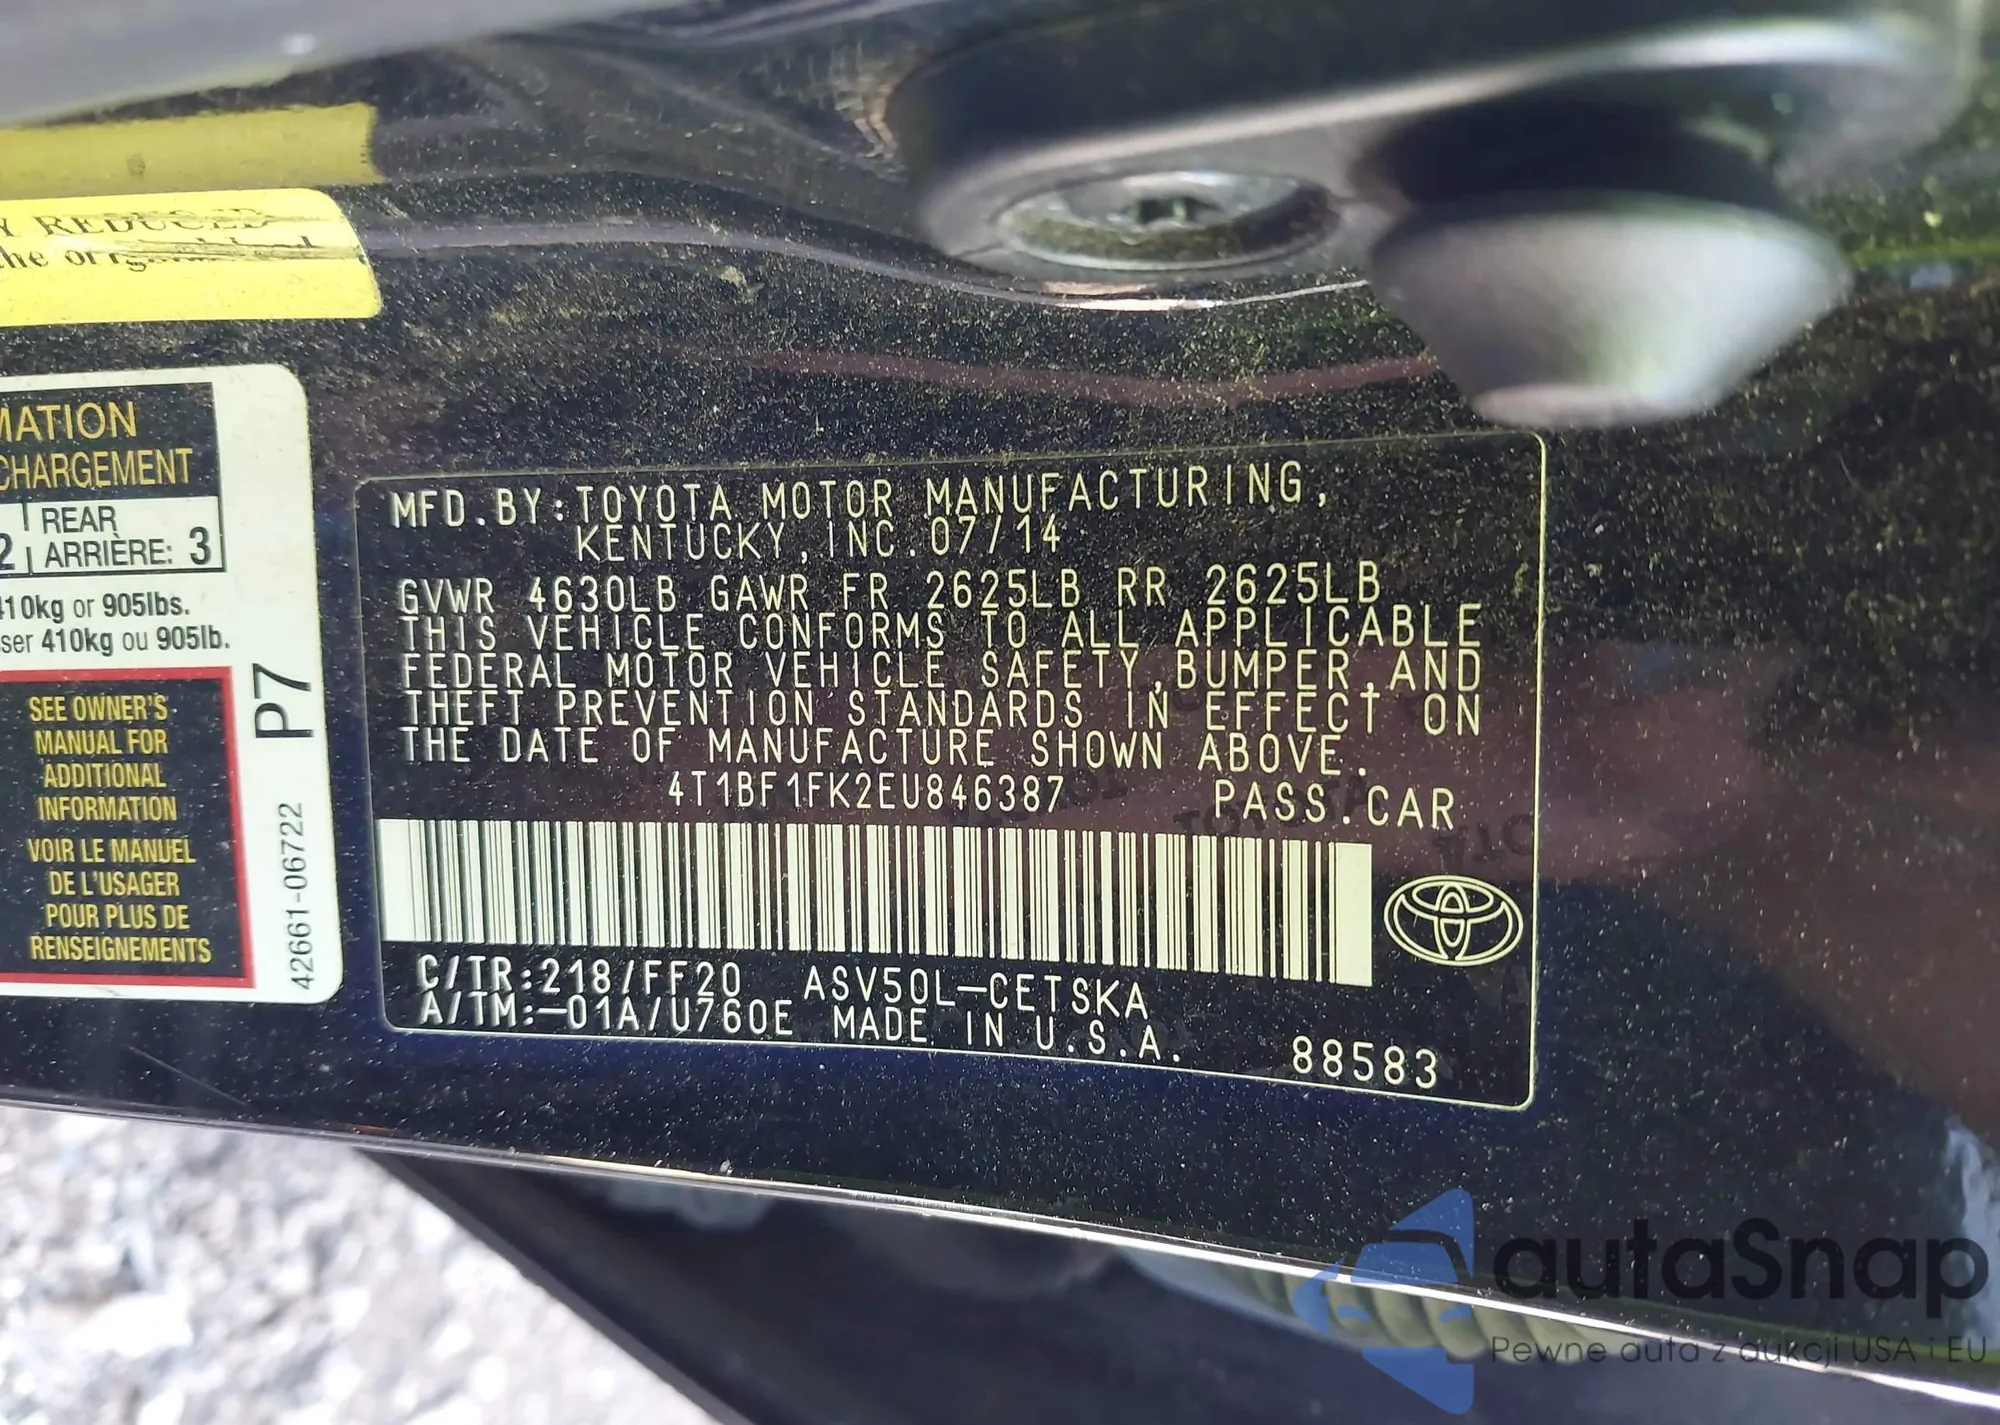 Y REDUCED
the original
MATION
CHARGEMENT
2 REAR
ARRIÈRE: 3
410kg or 905lbs.
ser 410kg ou 905lb.
SEE OWNER'S
MANUAL FOR
ADDITIONAL
INFORMATION
VOIR LE MANUEL
DE L'USAGER
POUR PLUS DE
RENSEIGNEMENTS
P7
42661-06722
MFD.BY:TOYOTA MOTOR MANUFACTURING,
KENTUCKY,INC.07/14
GVWR 4630LB GAWR FR 2625LB RR 2625LB
THIS VEHICLE CONFORMS TO ALL APPLICABLE
FEDERAL MOTOR VEHICLE SAFETY,BUMPER,AND
THEFT PREVENTION STANDARDS IN EFFECT ON
THE DATE OF MANUFACTURE SHOWN ABOVE.
4T1BF1FK2EU846387 PASS.CAR
C/TR:218/FF20 ASV50L-CETSKA
A/TM:-01A/U760E MADE IN U.S.A.
88583
autaSnap
Pewne auta z aukcji USA i EU